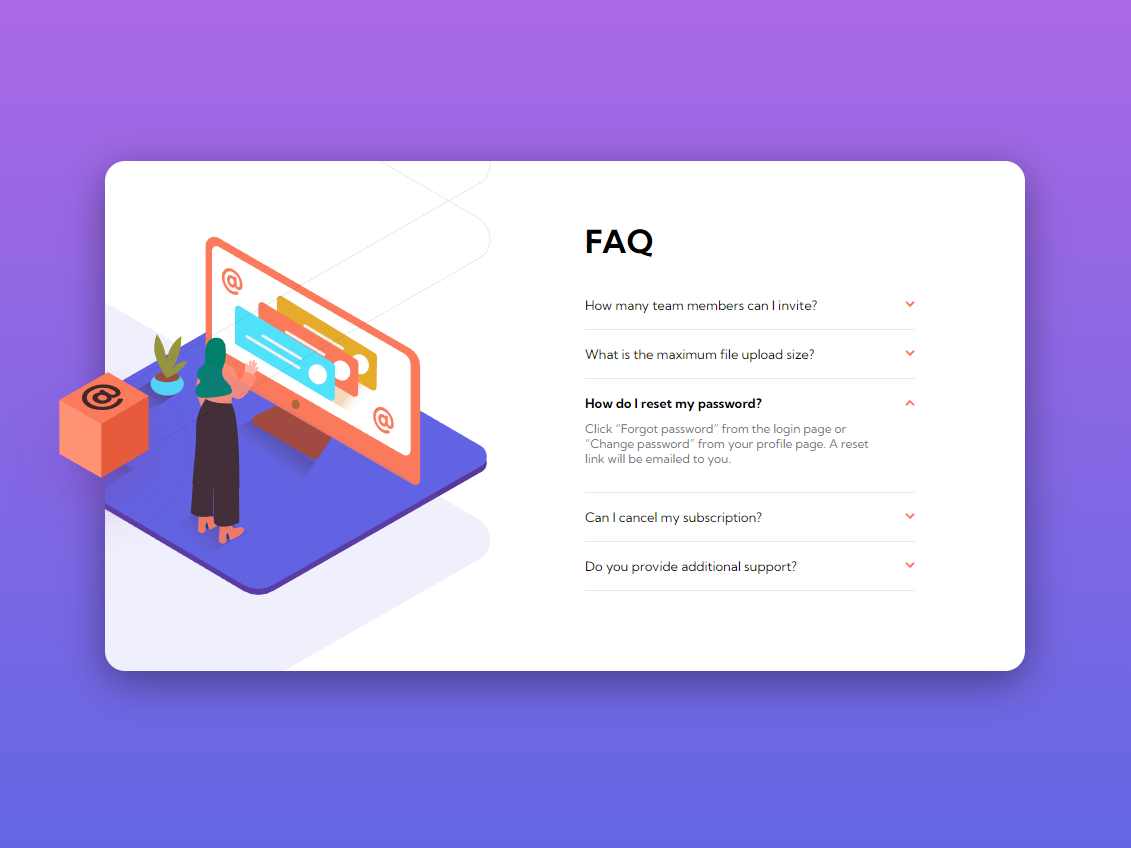 FAQ
How many team members can I invite?
What is the maximum file upload size?
How do I reset my password?
Click “Forgot password” from the login page or
“Change password” from your profile page. A reset
link will be emailed to you.
Can I cancel my subscription?
Do you provide additional support?
@
@
@